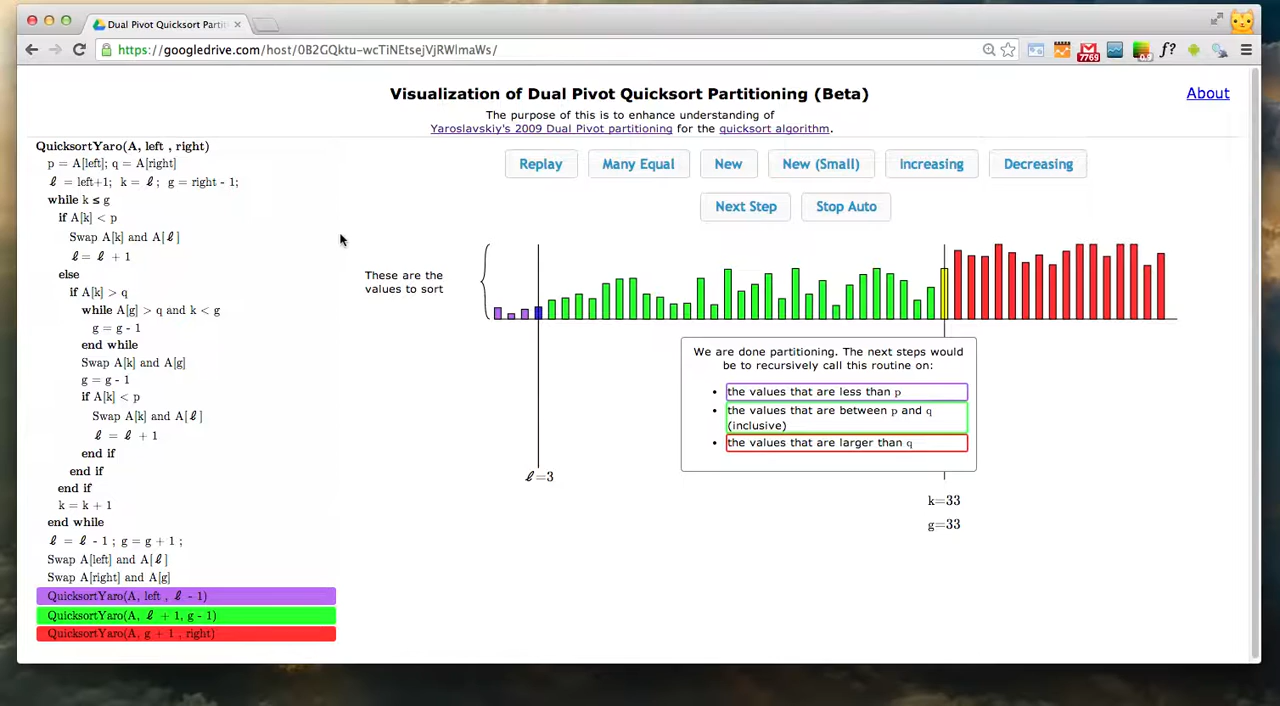 Dual Pivot Quicksort Partiti
https://googledrive.com/host/0B2GQktu-wcTiNEtsejVjRWlmaWs/
7769
f?
Visualization of Dual Pivot Quicksort Partitioning (Beta)
About
The purpose of this is to enhance understanding of
Yaroslavskiy's 2009 Dual Pivot partitioning for the quicksort algorithm.
Replay
Many Equal
New
New (Small)
Increasing
Decreasing
Next Step
Stop Auto
QuicksortYaro(A, left , right)
p = A[left]; q = A[right]
ℓ = left+1; k = ℓ; g = right - 1;
while k ≤ g
if A[k] < p
Swap A[k] and A[ℓ]
ℓ = ℓ + 1
else
if A[k] > q
while A[g] > q and k < g
g = g - 1
end while
Swap A[k] and A[g]
g = g - 1
if A[k] < p
Swap A[k] and A[ℓ]
ℓ = ℓ + 1
end if
end if
end if
k = k + 1
end while
ℓ = ℓ - 1 ; g = g + 1 ;
Swap A[left] and A[ℓ]
Swap A[right] and A[g]
QuicksortYaro(A, left , ℓ - 1)
QuicksortYaro(A, ℓ + 1, g - 1)
QuicksortYaro(A, g + 1 , right)
These are the
values to sort
We are done partitioning. The next steps would
be to recursively call this routine on:
• the values that are less than p
• the values that are between p and q
(inclusive)
• the values that are larger than q
ℓ=3
k=33
g=33